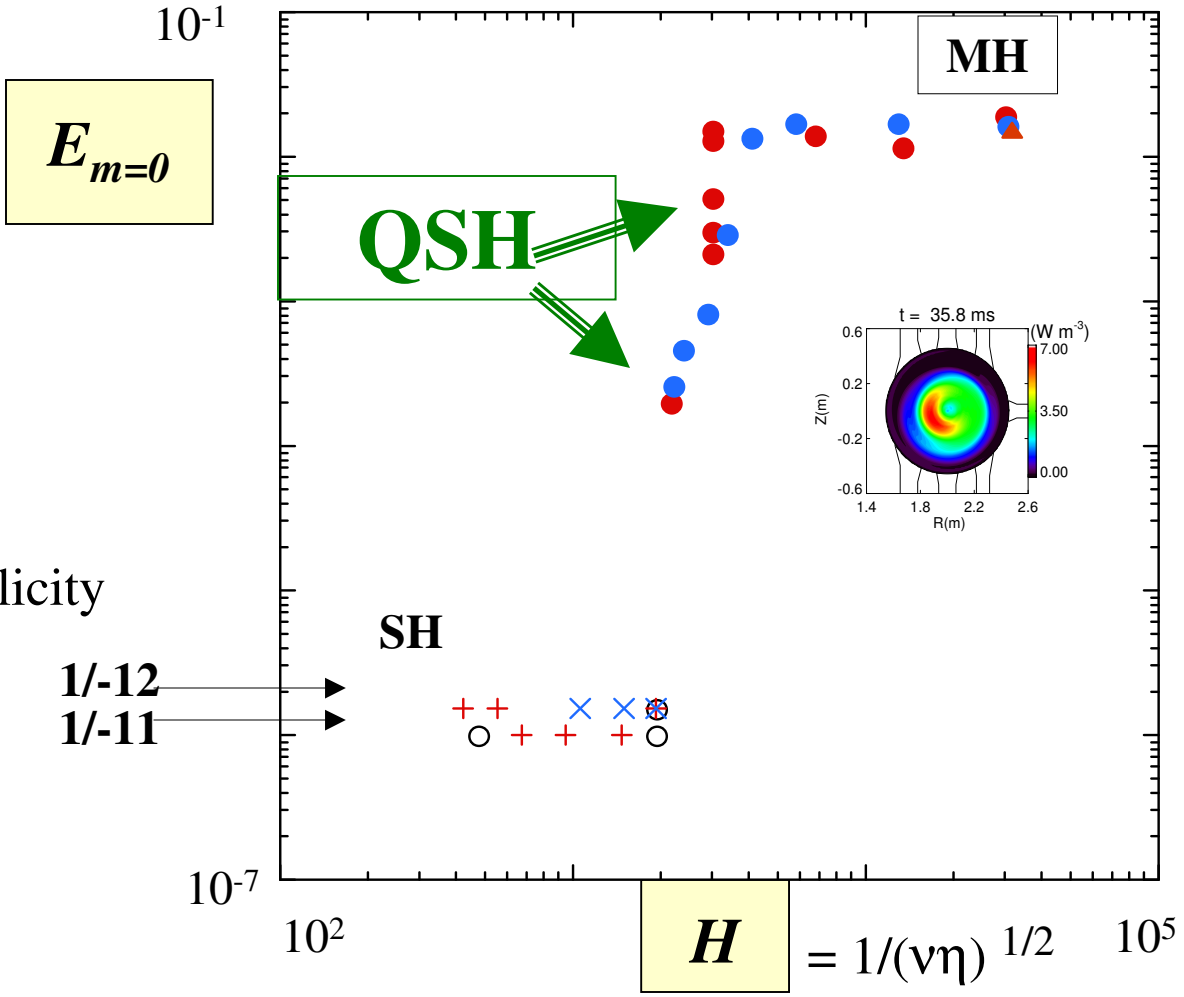 10-1
MH
E m=0
QSH
t = 35.8 ms
(W m-3)
0.6
0.2
-0.2
-0.6
Z(m)
7.00
3.50
0.00
1.4 1.8 2.2 2.6
R(m)
licity
SH
1/-12
1/-11
10-7
102 H = 1/(νη) 1/2 105